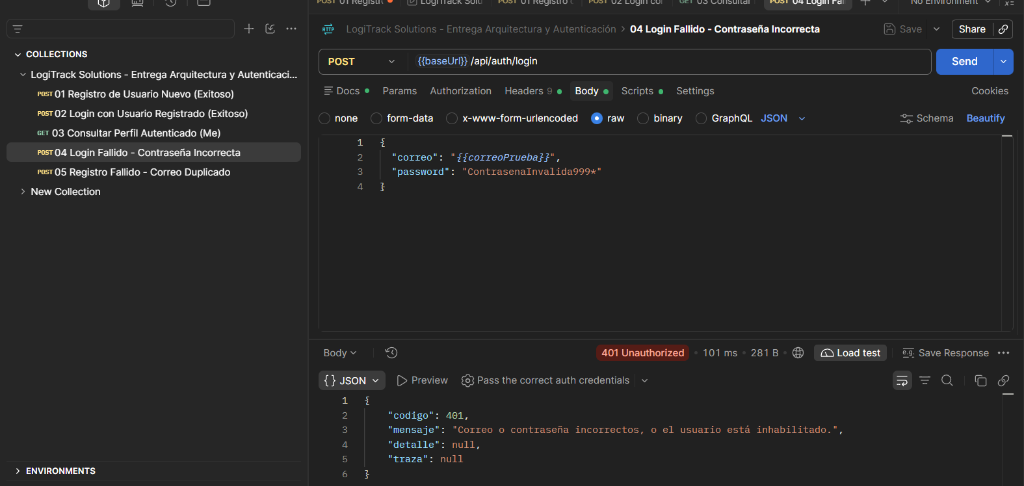 No Environment
COLLECTIONS
LogiTrack Solutions - Entrega Arquitectura y Autenticaci...
POST 01 Registro de Usuario Nuevo (Exitoso)
POST 02 Login con Usuario Registrado (Exitoso)
GET 03 Consultar Perfil Autenticado (Me)
POST 04 Login Fallido - Contraseña Incorrecta
POST 05 Registro Fallido - Correo Duplicado
New Collection
ENVIRONMENTS
LogiTrack Solutions - Entrega Arquitectura y Autenticación > 04 Login Fallido - Contraseña Incorrecta
Save
Share
POST
{{baseUrl}} /api/auth/login
Send
Docs
Params
Authorization
Headers 9
Body
Scripts
Settings
Cookies
none
form-data
x-www-form-urlencoded
raw
binary
GraphQL
JSON
Schema
Beautify
1 {
2 "correo": "{{correoPrueba}}",
3 "password": "ContrasenaInvalida999*"
4 }
Body
401 Unauthorized
101 ms
281 B
Load test
Save Response
{} JSON
Preview
Pass the correct auth credentials
1 {
2 "codigo": 401,
3 "mensaje": "Correo o contraseña incorrectos, o el usuario está inhabilitado.",
4 "detalle": null,
5 "traza": null
6 }